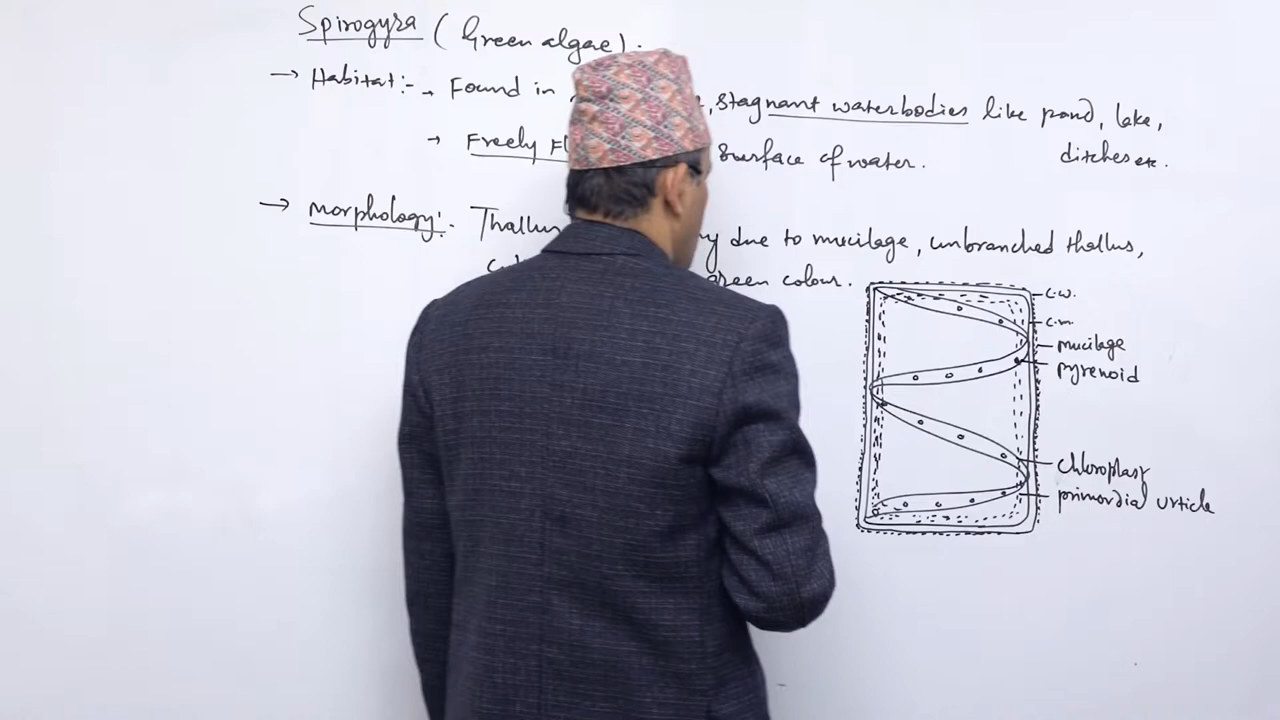 Spirogyra ( Green algae).
→ Habitat:- → Found in , stagnant waterbodies like pond, lake,
ditches etc.
→ Freely Fl surface of water.
→ morphology:- Thallus y due to mucilage, unbranched thallus,
green colour.
c.w.
c.m.
mucilage
pyrenoid
chloroplast
primordial urticle